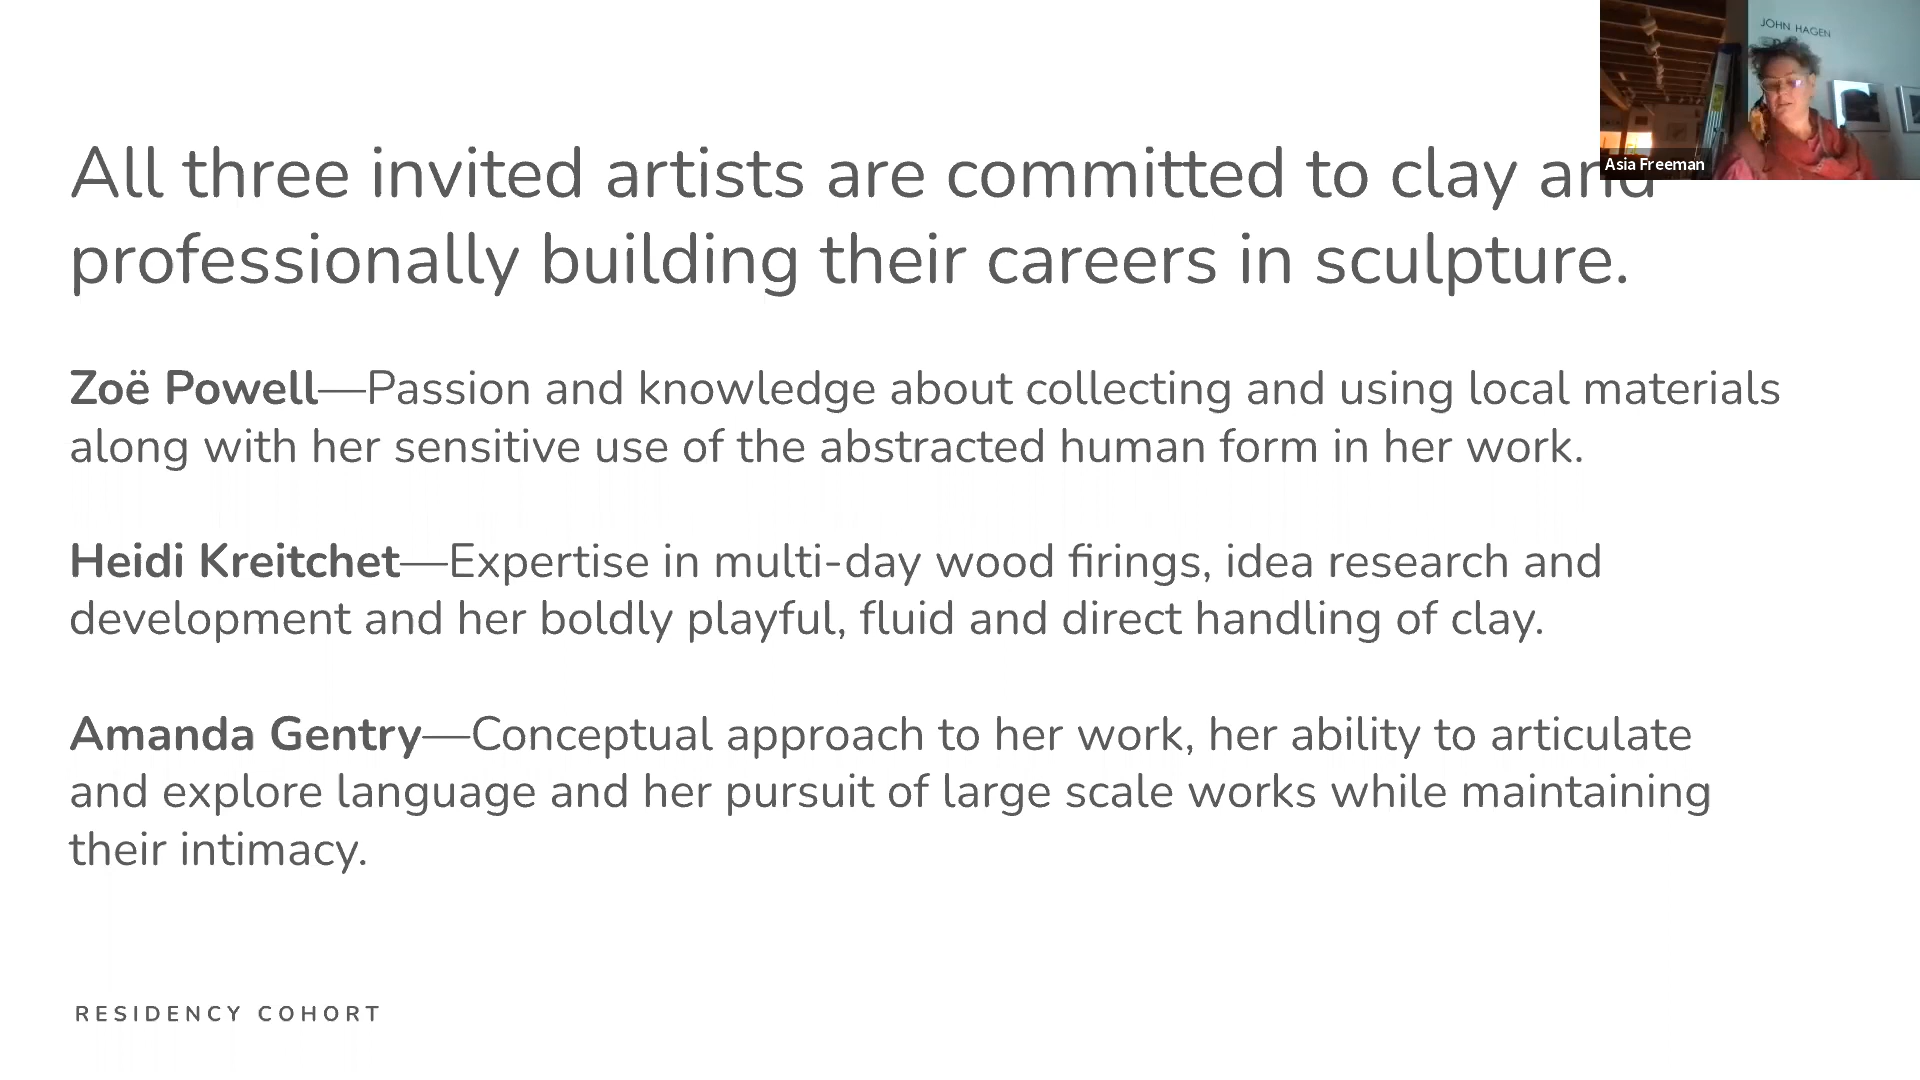 JOHN HAGEN
All three invited artists are committed to clay and
Asia Freeman
professionally building their careers in sculpture.
Zoë Powell—Passion and knowledge about collecting and using local materials
along with her sensitive use of the abstracted human form in her work.
Heidi Kreitchet—Expertise in multi-day wood firings, idea research and
development and her boldly playful, fluid and direct handling of clay.
Amanda Gentry—Conceptual approach to her work, her ability to articulate
and explore language and her pursuit of large scale works while maintaining
their intimacy.
RESIDENCY COHORT